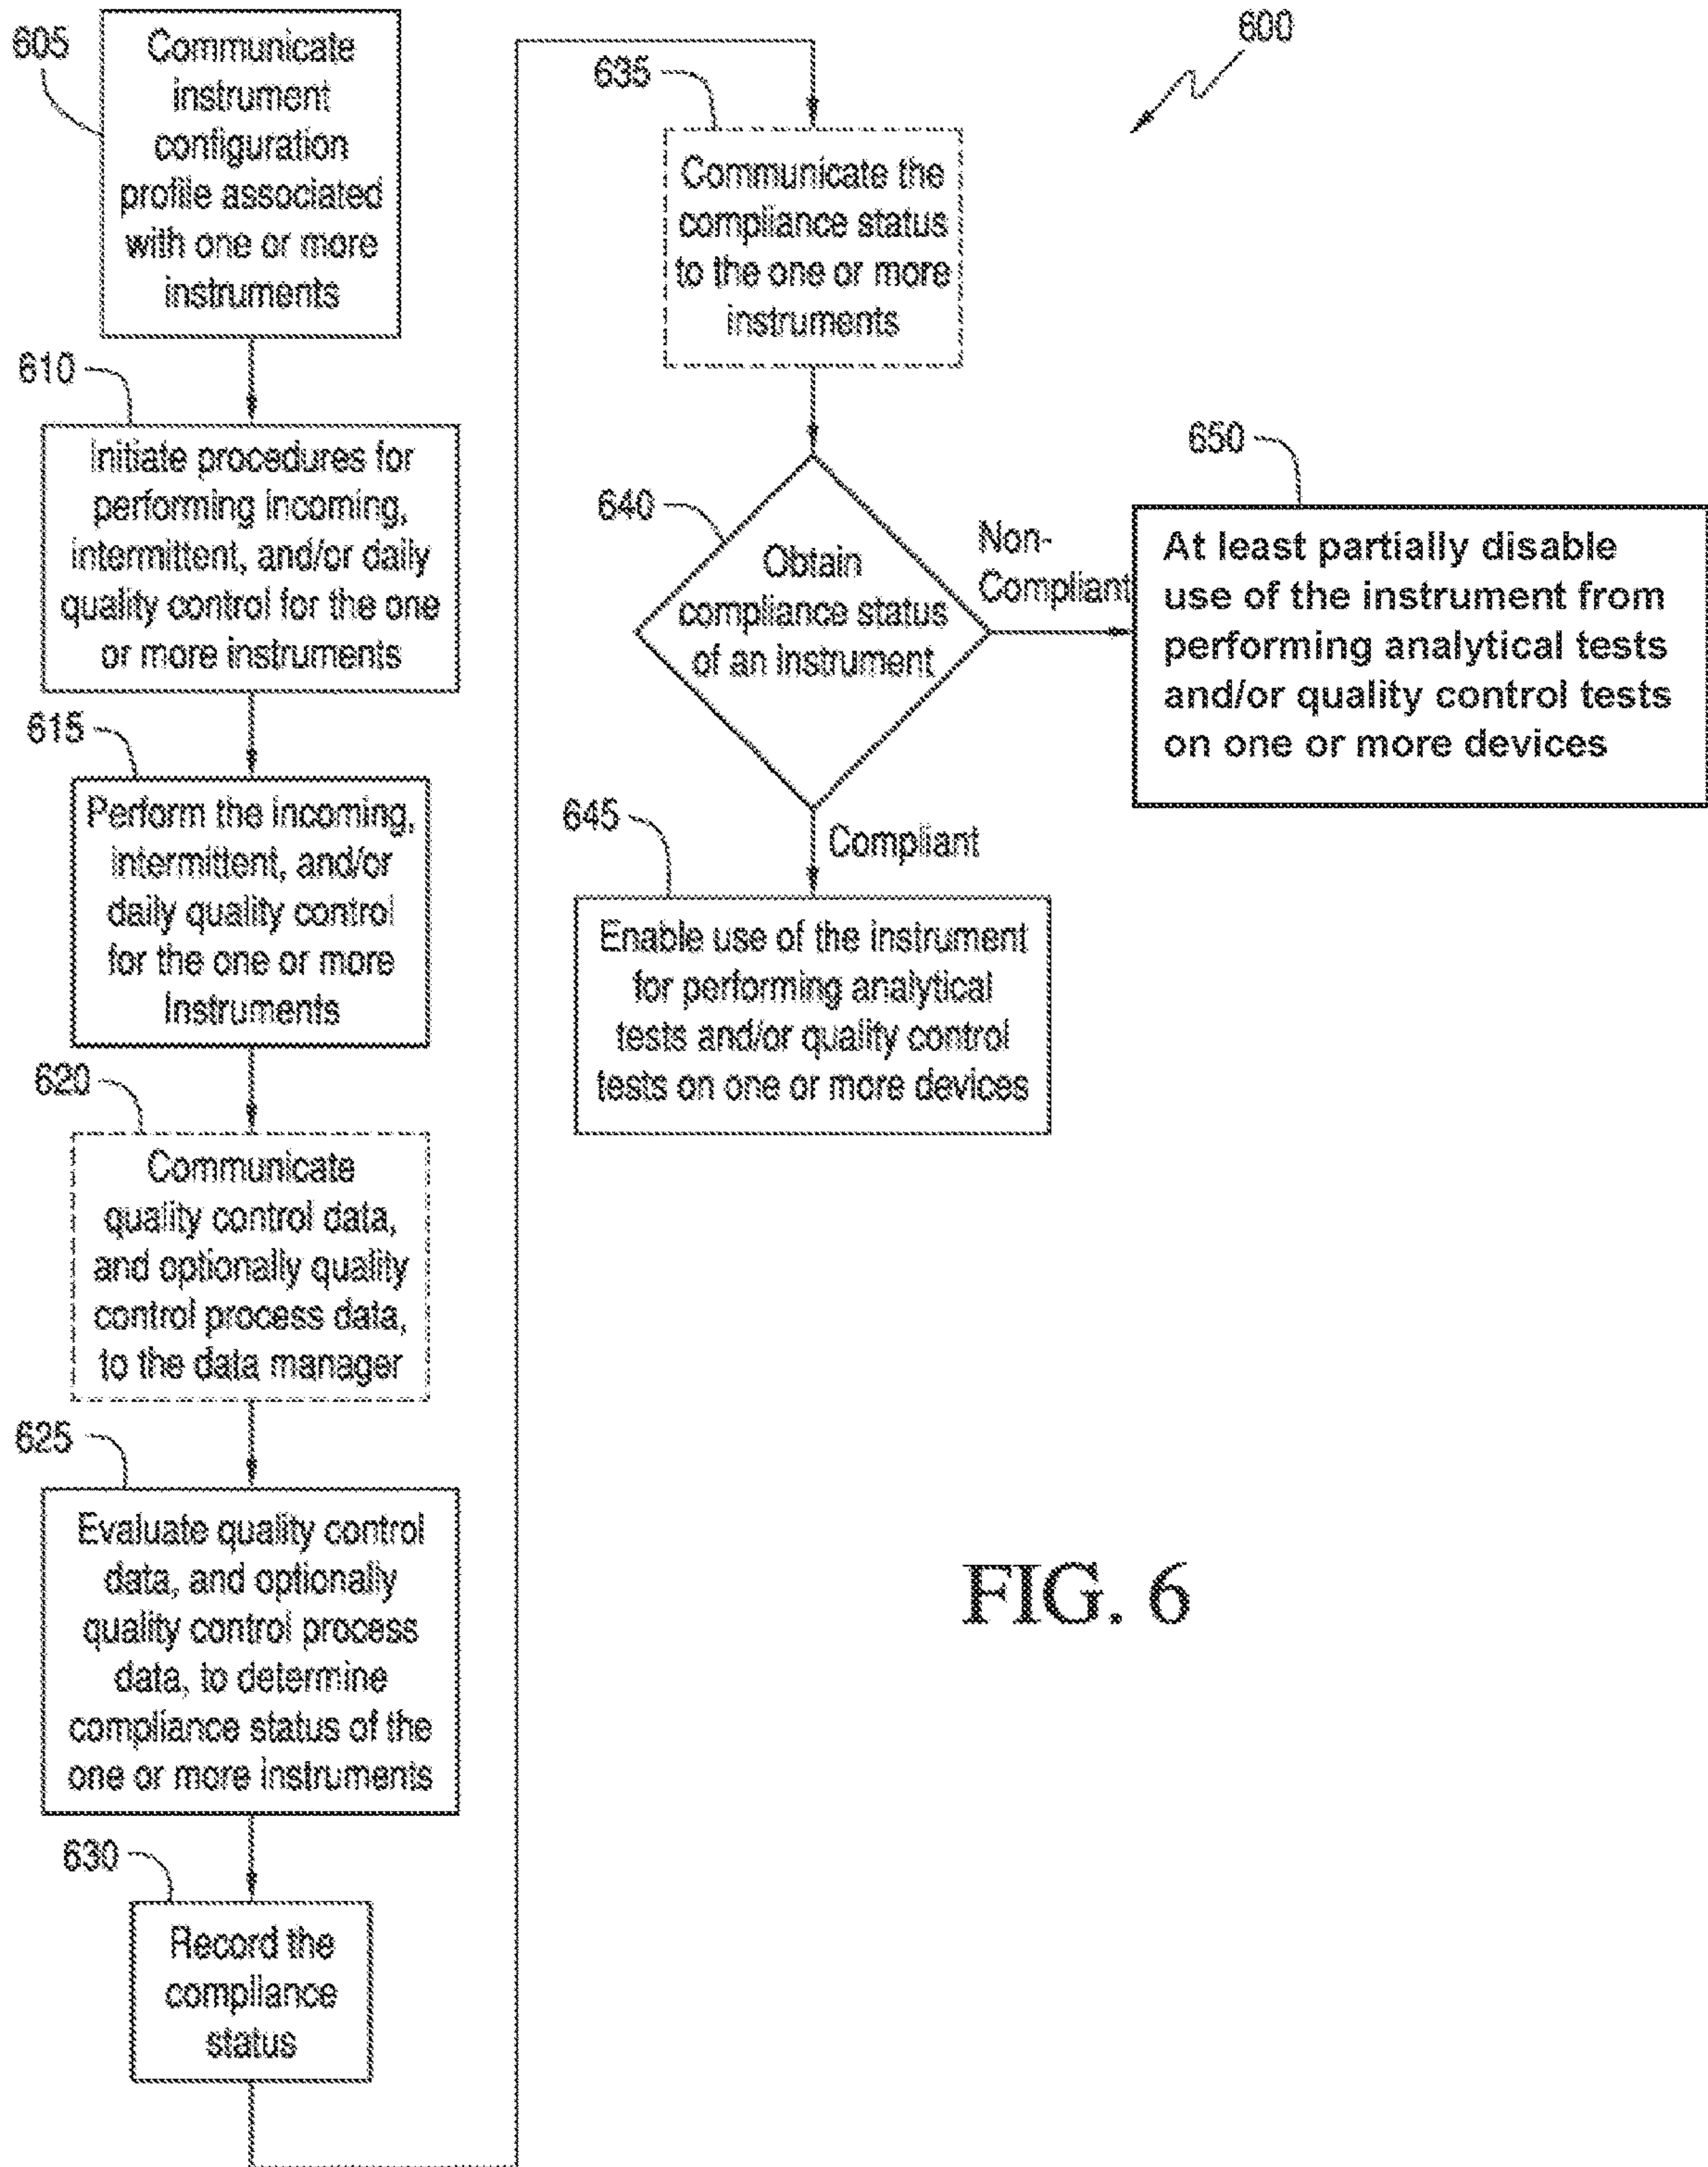 605
Communicate
instrument
configuration
profile associated
with one or more
instruments
610
Initiate procedures for
performing incoming,
intermittent, and/or daily
quality control for the one
or more instruments
615
Perform the incoming,
intermittent, and/or
daily quality control
for the one or more
Instruments
620
Communicate
quality control data,
and optionally quality
control process data,
to the data manager
625
Evaluate quality control
data, and optionally
quality control process
data, to determine
compliance status of the
one or more instruments
630
Record the
compliance
status
635
Communicate the
compliance status
to the one or more
instruments
640
Obtain
compliance status
of an instrument
Non-
Compliant
650
At least partially disable
use of the instrument from
performing analytical tests
and/or quality control tests
on one or more devices
645
Compliant
Enable use of the instrument
for performing analytical
tests and/or quality control
tests on one or more devices
600
FIG. 6